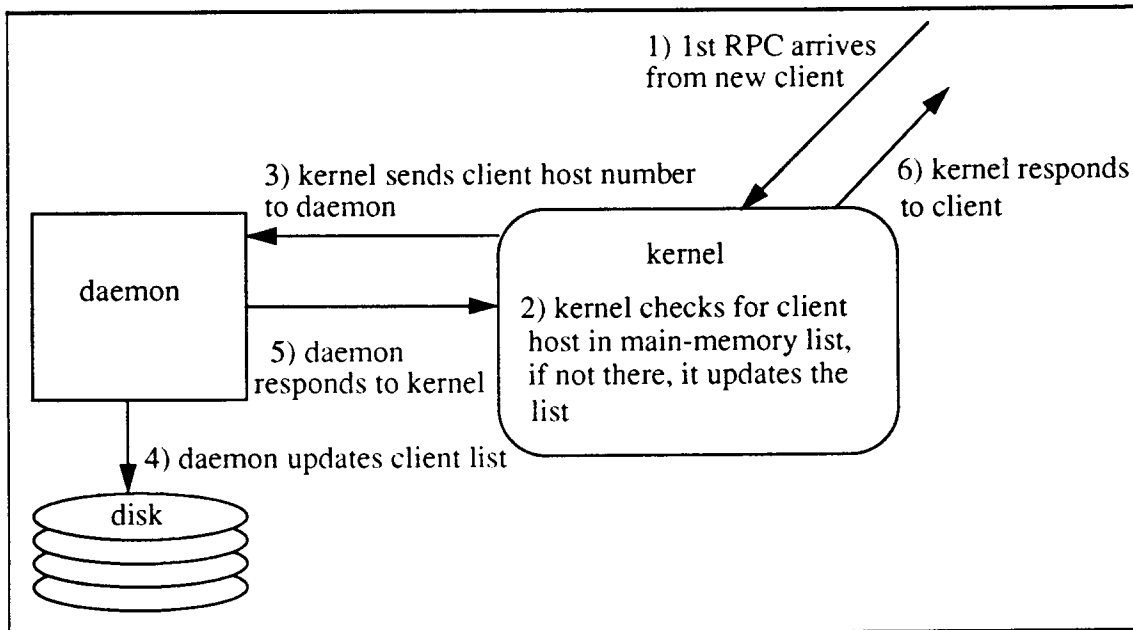 1) 1st RPC arrives
from new client
3) kernel sends client host number
to daemon
6) kernel responds
to client
kernel
daemon
2) kernel checks for client
host in main-memory list,
if not there, it updates the
list
5) daemon
responds to kernel
4) daemon updates client list
disk